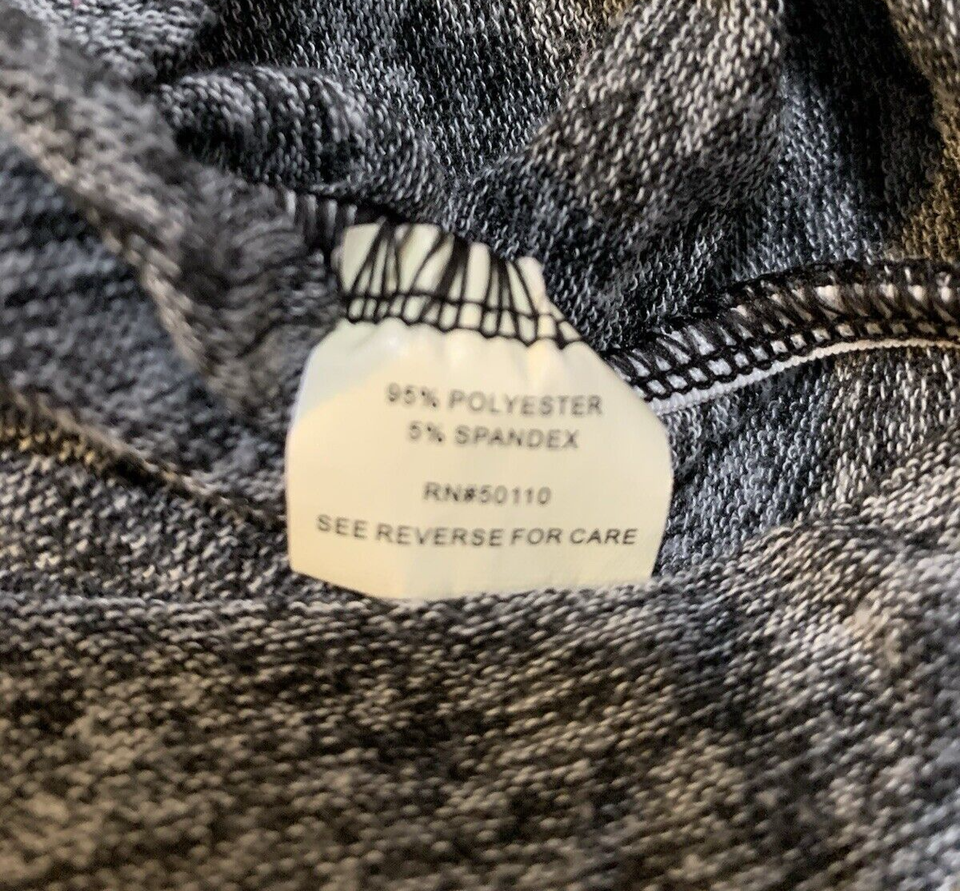 95% POLYESTER
5% SPANDEX
RN#50110
SEE REVERSE FOR CARE